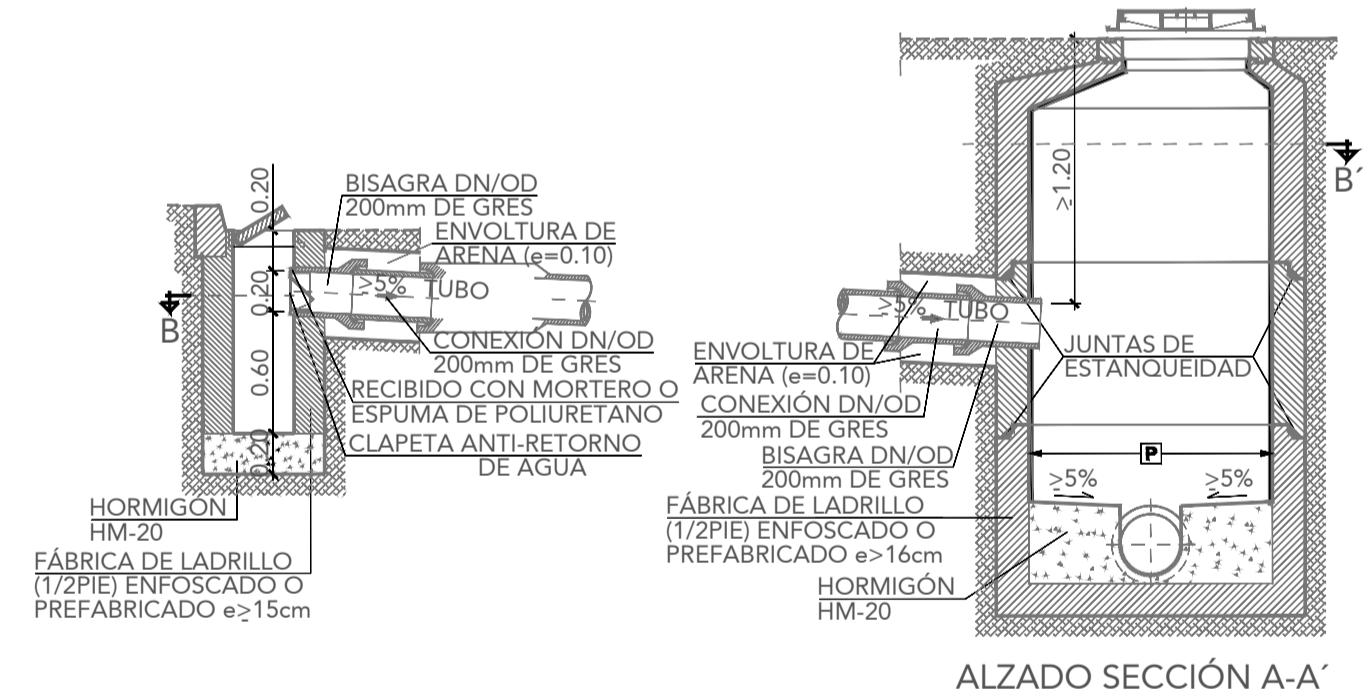 0.20
BISAGRA DN/OD
200mm DE GRES
ENVOLTURA DE
ARENA (e=0.10)
0.20
≥5%
TUBO
B
CONEXIÓN DN/OD
200mm DE GRES
0.60
RECIBIDO CON MORTERO O
ESPUMA DE POLIURETANO
CLAPETA ANTI-RETORNO
DE AGUA
0.20
HORMIGÓN
HM-20
FÁBRICA DE LADRILLO
(1/2PIE) ENFOSCADO O
PREFABRICADO e≥15cm
≥1.20
B´
≥5%
TUBO
ENVOLTURA DE
ARENA (e=0.10)
JUNTAS DE
ESTANQUEIDAD
CONEXIÓN DN/OD
200mm DE GRES
BISAGRA DN/OD
200mm DE GRES
P
≥5%
≥5%
FÁBRICA DE LADRILLO
(1/2PIE) ENFOSCADO O
PREFABRICADO e>16cm
HORMIGÓN
HM-20
ALZADO SECCIÓN A-A´